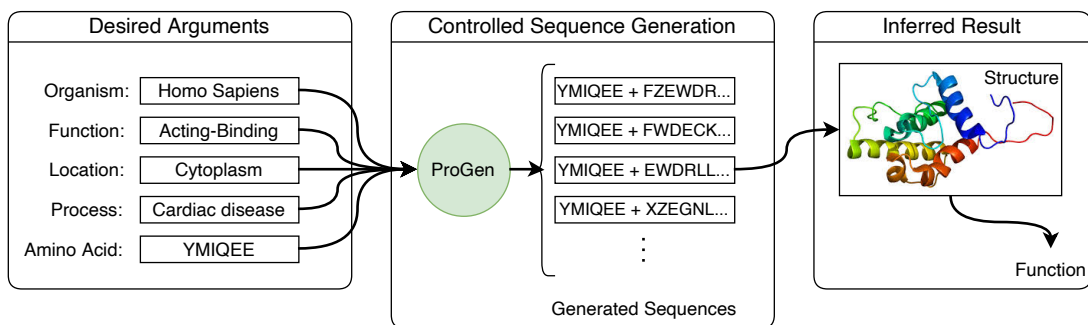 Desired Arguments
Organism: Homo Sapiens
Function: Acting-Binding
Location: Cytoplasm
Process: Cardiac disease
Amino Acid: YMIQEE
Controlled Sequence Generation
ProGen
YMIQEE + FZEWDR...
YMIQEE + FWDECK...
YMIQEE + EWDRLL...
YMIQEE + XZEGNL...
Generated Sequences
Inferred Result
Structure
Function